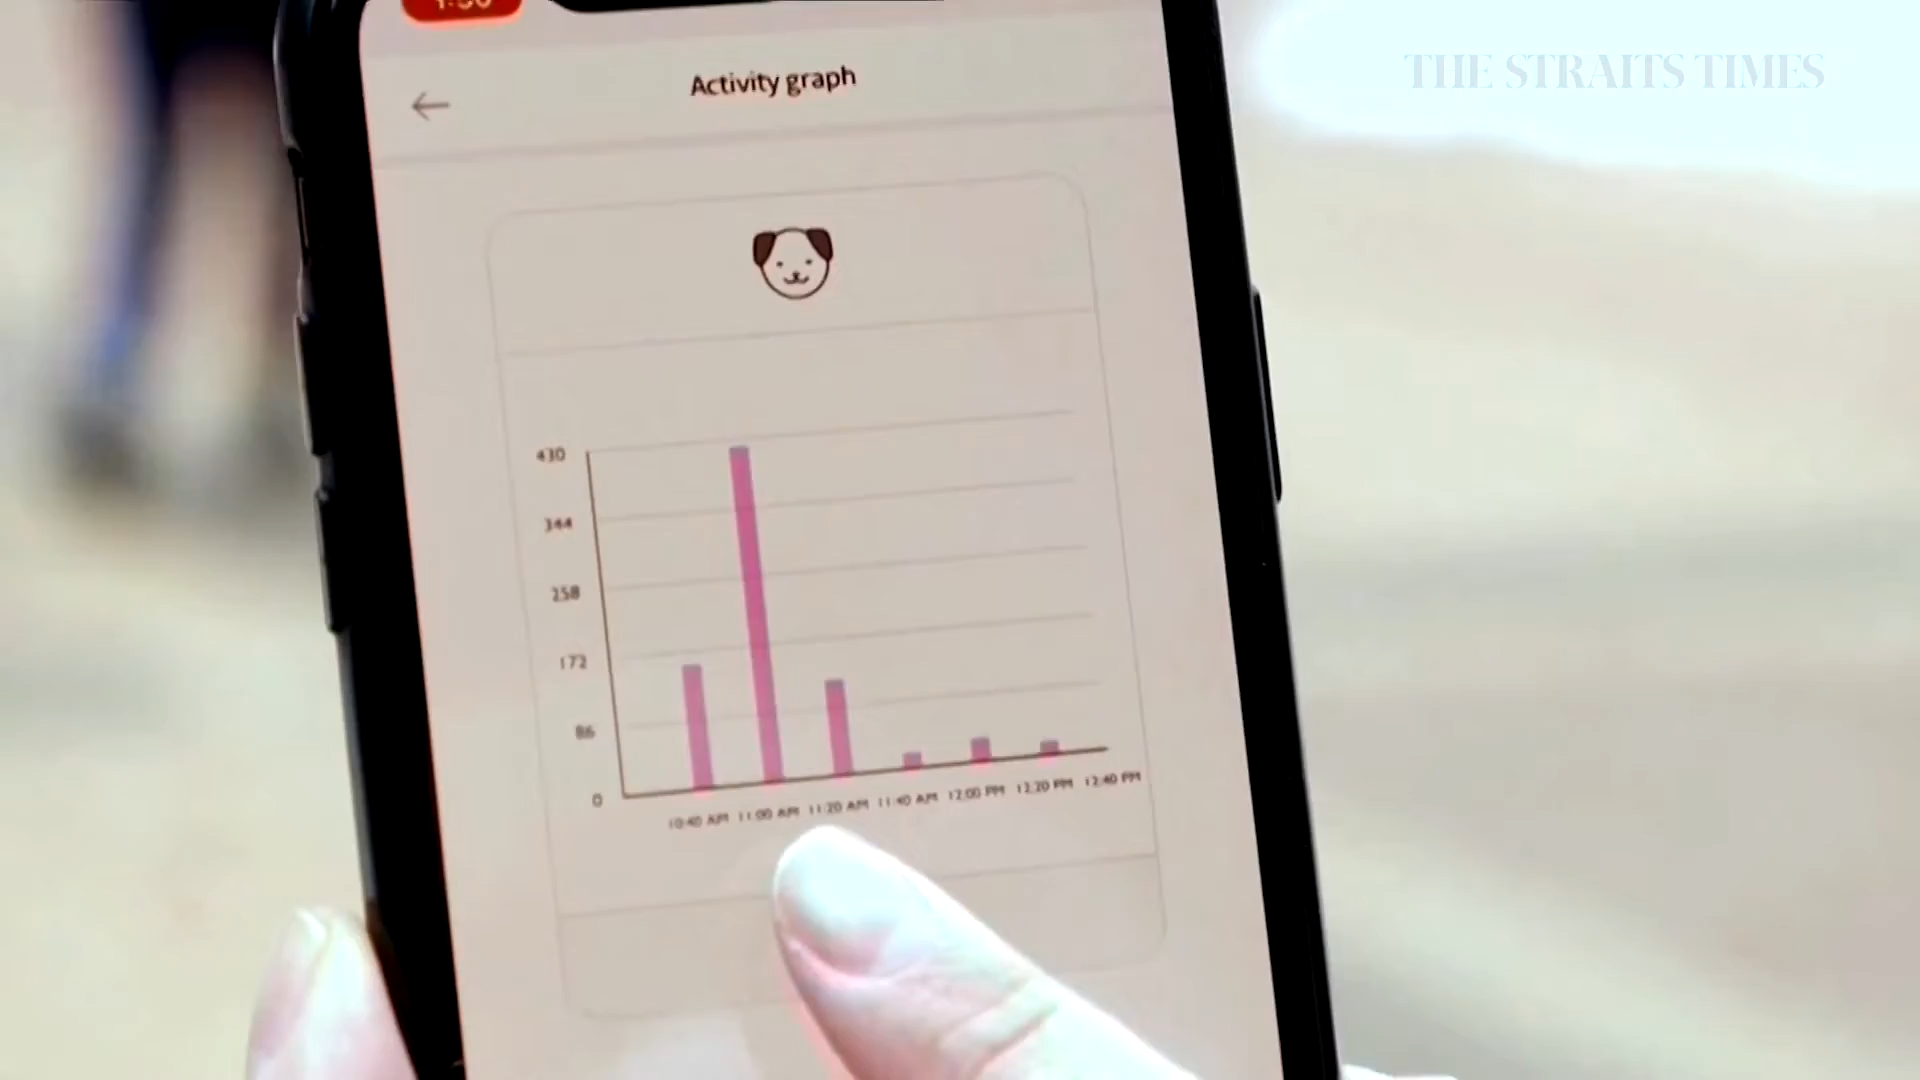 THE STRAITS TIMES
Activity graph
430
344
258
172
86
0
10:40 AM 11:00 AM 11:20 AM 11:40 AM 12:00 PM 12:20 PM 12:40 PM